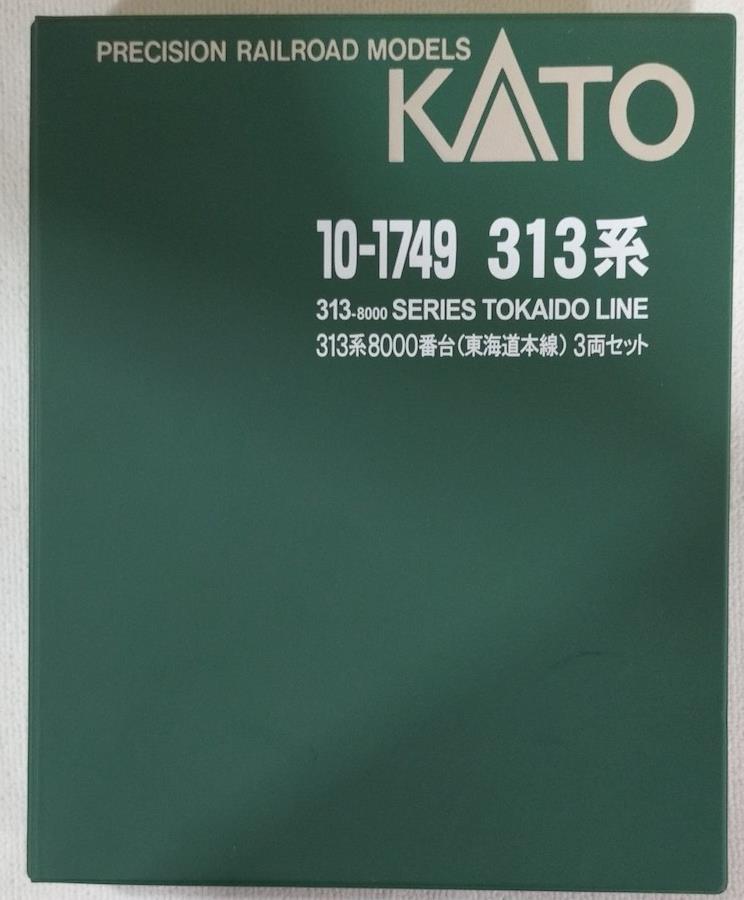 PRECISION RAILROAD MODELS
KATO
10-1749 313系
313-8000 SERIES TOKAIDO LINE
313系8000番台(東海道本線) 3両セット